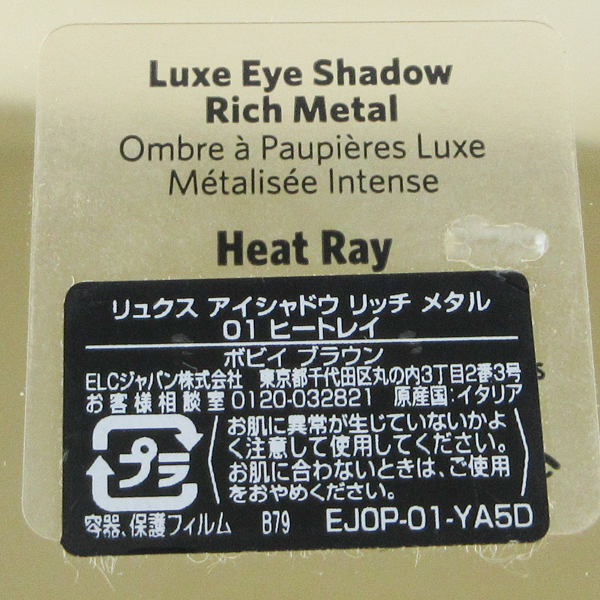 Luxe Eye Shadow
Rich Metal
Ombre à Paupières Luxe
Métalisée Intense
Heat Ray
リュクス アイシャドウ リッチ メタル
01 ヒートレイ
ボビイ ブラウン
ELCジャパン株式会社 東京都千代田区丸の内3丁目2番3号
お客様相談室 0120-032821 原産国:イタリア
プラ
お肌に異常が生じていないかよ
く注意して使用してください。
お肌に合わないときは、ご使用
をおやめください。
容器、保護フィルム B79 EJ0P-01-YA5D